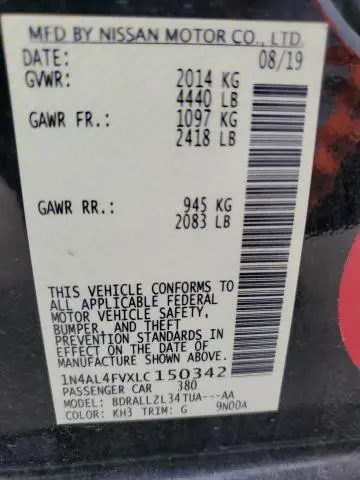 MFD BY NISSAN MOTOR CO., LTD.
DATE: 08/19
GVWR: 2014 KG
4440 LB
GAWR FR.: 1097 KG
2418 LB
GAWR RR.: 945 KG
2083 LB
THIS VEHICLE CONFORMS TO
ALL APPLICABLE FEDERAL
MOTOR VEHICLE SAFETY,
BUMPER, AND THEFT
PREVENTION STANDARDS IN
EFFECT ON THE DATE OF
MANUFACTURE SHOWN ABOVE.
1N4AL4FVXLC150342
PASSENGER CAR 380
MODEL: BDRALLZL34TUA---AA
COLOR: KH3 TRIM: G 9N00A